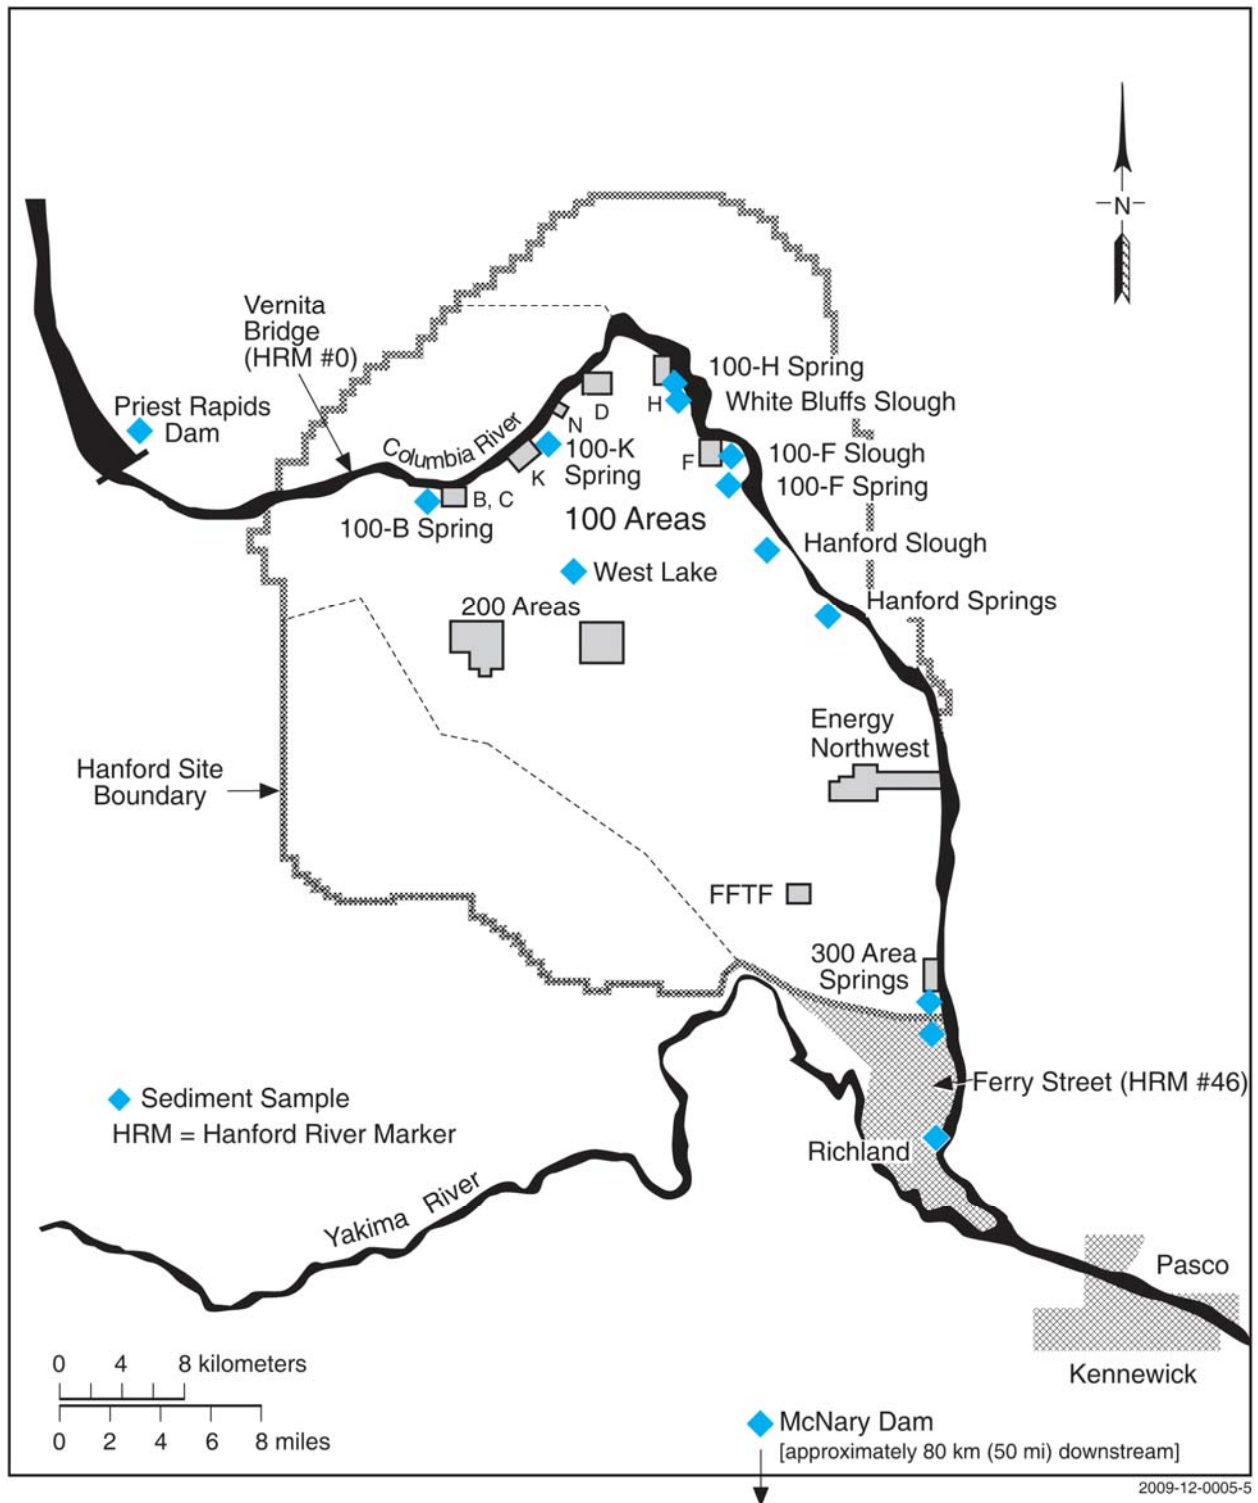 N
Vernita
Bridge
(HRM #0)
Priest Rapids
Dam
Columbia River
100-H Spring
White Bluffs Slough
H
D
N
100-K
Spring
K
F
100-F Slough
100-F Spring
B, C
100-B Spring
100 Areas
Hanford Slough
West Lake
Hanford Springs
200 Areas
Energy
Northwest
Hanford Site
Boundary
FFTF
300 Area
Springs
Ferry Street (HRM #46)
Sediment Sample
HRM = Hanford River Marker
Richland
Yakima River
Pasco
Kennewick
0 4 8 kilometers
0 2 4 6 8 miles
McNary Dam
[approximately 80 km (50 mi) downstream]
2009-12-0005-5